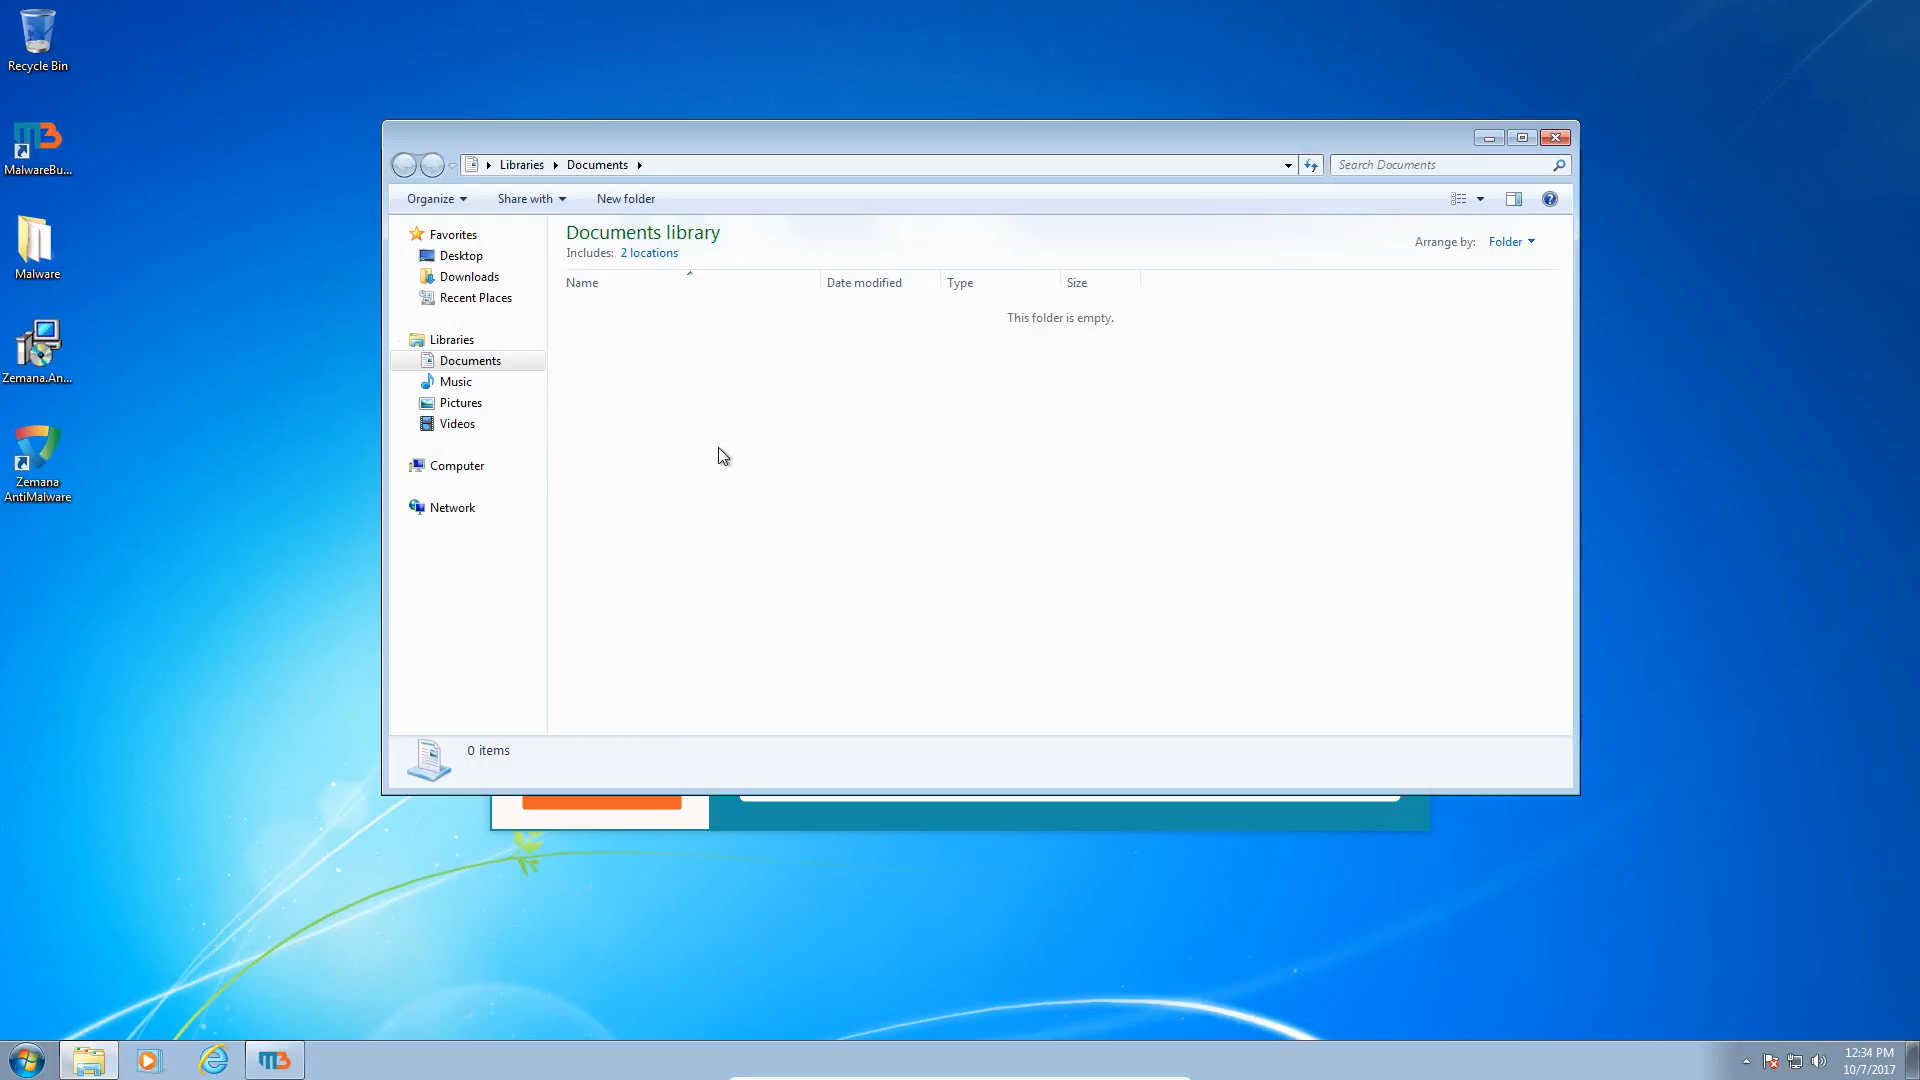 Recycle Bin
MalwareBu...
Malware
Zemana.An...
Zemana
AntiMalware
Libraries
Documents
Search Documents
Organize
Share with
New folder
Favorites
Desktop
Downloads
Recent Places
Libraries
Documents
Music
Pictures
Videos
Computer
Network
Documents library
Includes: 2 locations
Arrange by: Folder
Name
Date modified
Type
Size
This folder is empty.
0 items
12:34 PM
10/7/2017